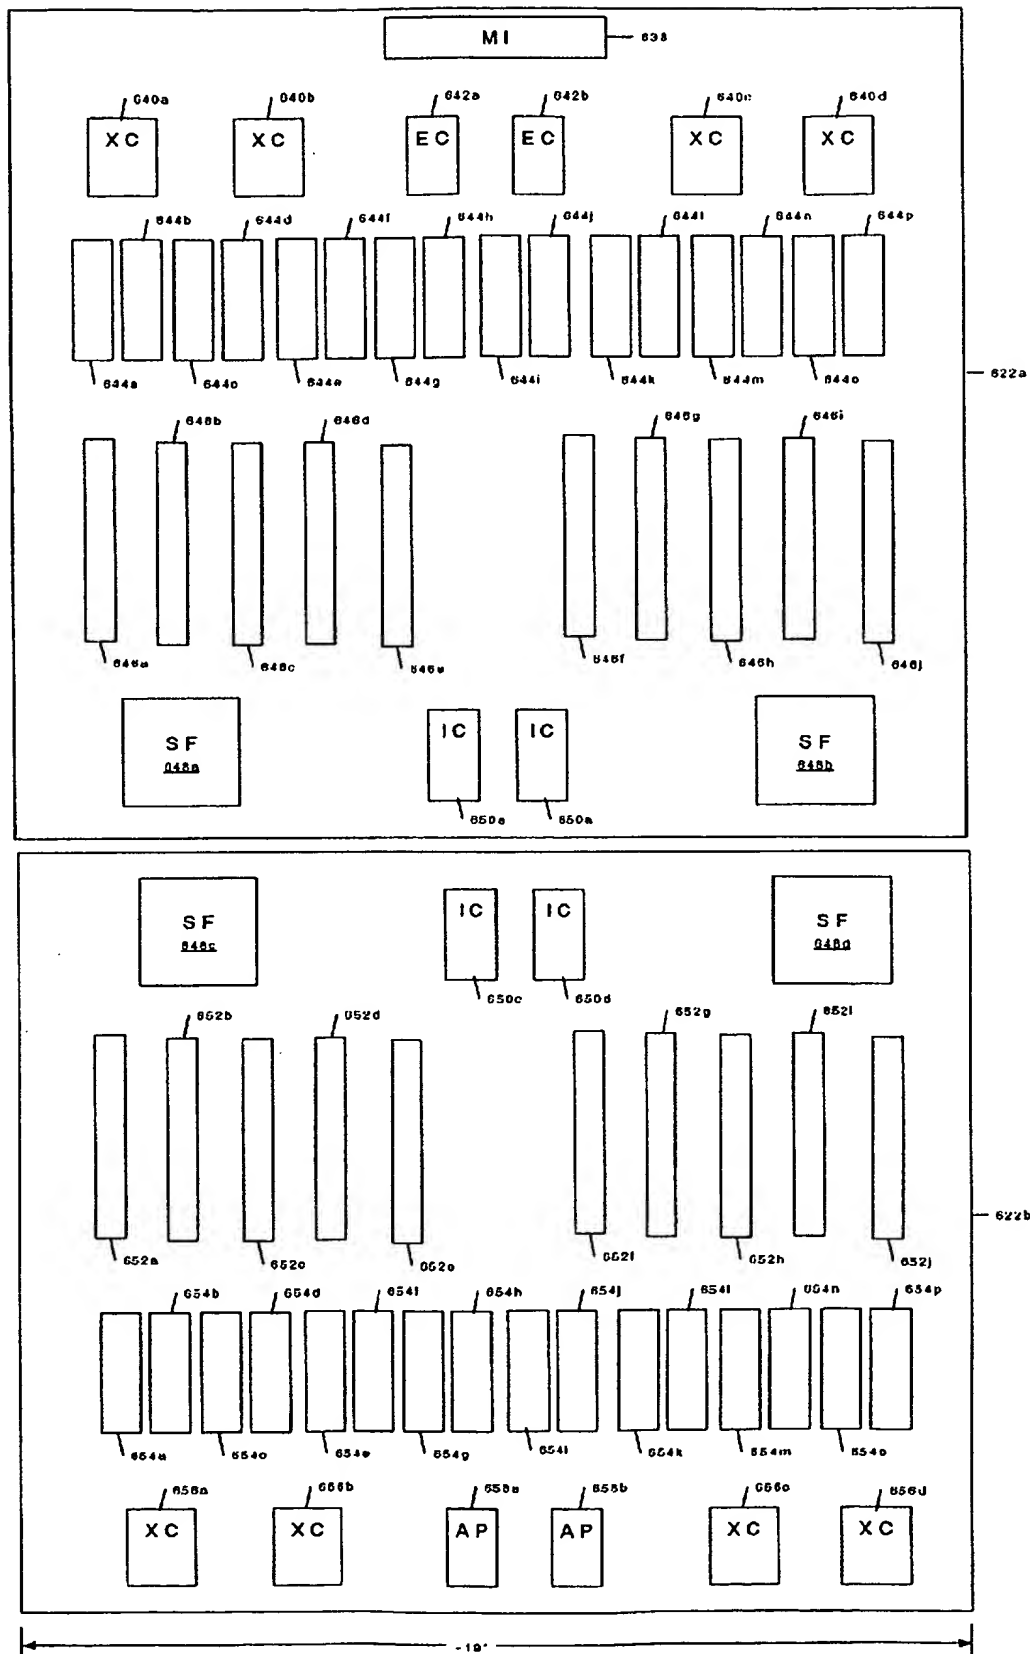 MI
638
640a 640b 642a 642b 640c 640d
XC XC EC EC XC XC
644b 644d 644f 644h 644j 644l 644n 644p
644a 644c 644e 644g 644i 644k 644m 644o
622a
646b 646d 646g 646i
646a 646c 646e 646f 646h 646j
SF IC IC SF
648a 648b
650a 650a
SF IC IC SF
648c 648d
650c 650d
652b 652d 652g 652i
622b
652a 652c 652e 652f 652h 652j
654b 654d 654f 654h 654j 654l 654n 654p
654a 654c 654e 654g 654i 654k 654m 654o
656a 656b 658a 658b 656c 656d
XC XC AP AP XC XC
~19"